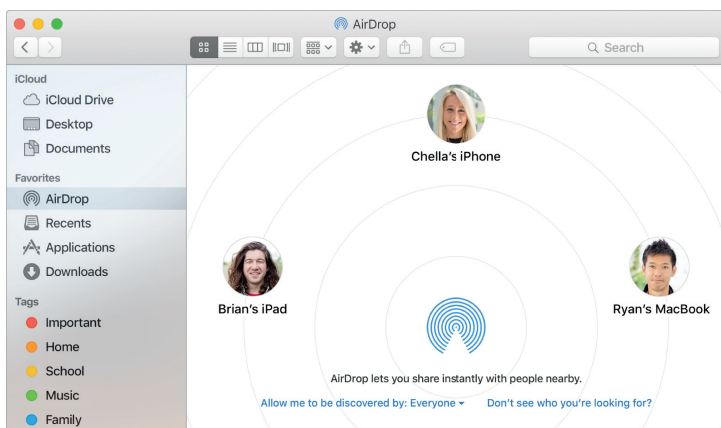 AirDrop
Search
iCloud
iCloud Drive
Desktop
Documents
Favorites
AirDrop
Recents
Applications
Downloads
Tags
Important
Home
School
Music
Family
Chella's iPhone
Brian's iPad
Ryan's MacBook
AirDrop lets you share instantly with people nearby.
Allow me to be discovered by: Everyone Don't see who you're looking for?